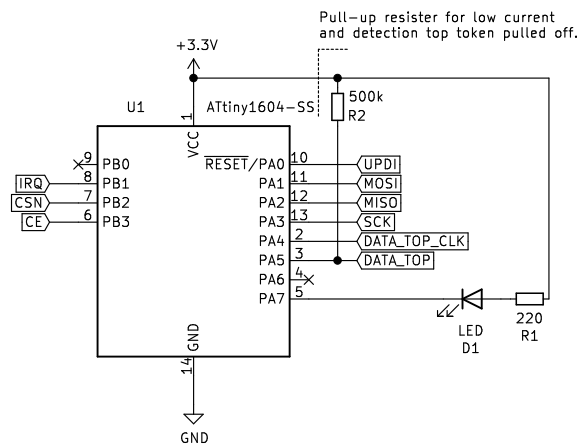 Pull-up resister for low current
and detection top token pulled off.
+3.3V
500k
R2
U1
ATtiny1604-SS
1
VCC
9 PB0
RESET/PA0 10 UPDI
IRQ 8 PB1
PA1 11 MOSI
CSN 7 PB2
PA2 12 MISO
CE 6 PB3
PA3 13 SCK
PA4 2 DATA_TOP_CLK
PA5 3 DATA_TOP
PA6 4
PA7 5
220
R1
LED
D1
GND
14
GND